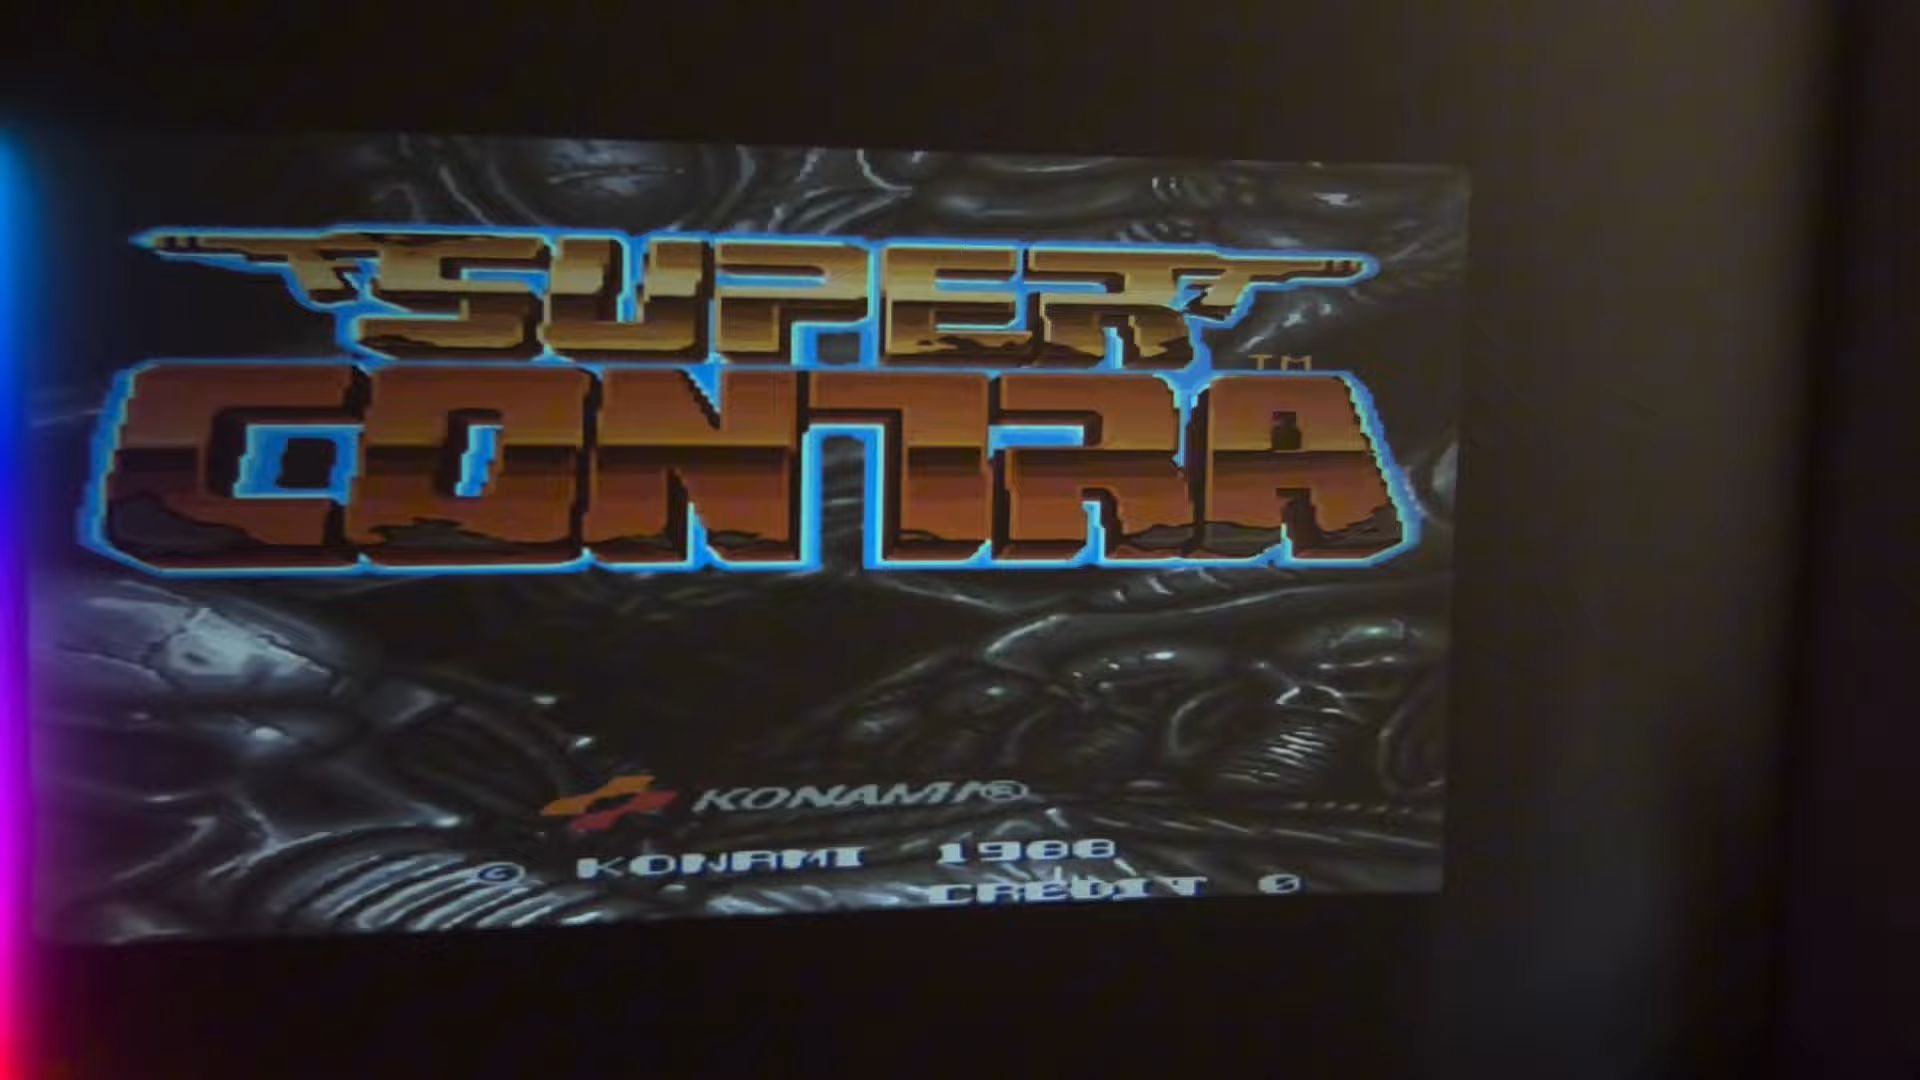 SUPER
CONTRA
TM
KONAMI®
© KONAMI 1988
CREDIT 0